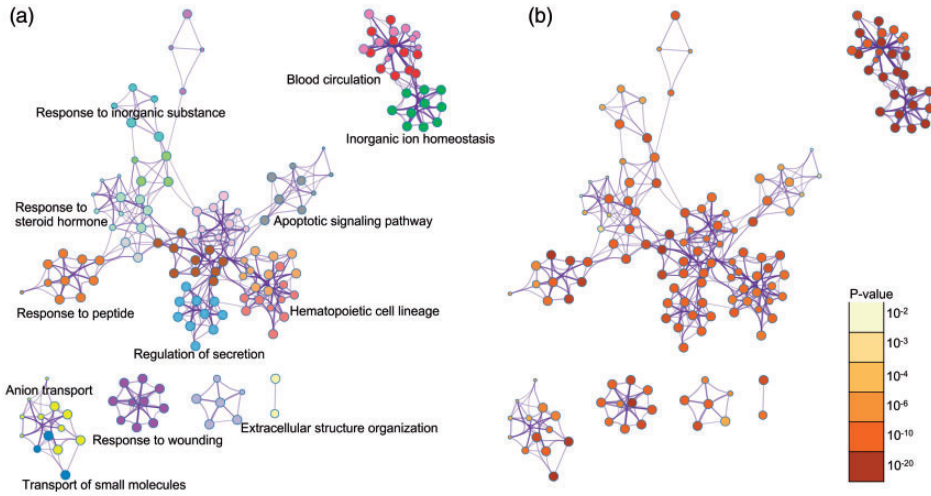 (a)
(b)
Blood circulation
Response to inorganic substance
Inorganic ion homeostasis
Response to
steroid hormone
Apoptotic signaling pathway
Response to peptide
Hematopoietic cell lineage
Regulation of secretion
Anion transport
Response to wounding
Extracellular structure organization
Transport of small molecules
P-value
10⁻²
10⁻³
10⁻⁴
10⁻⁶
10⁻¹⁰
10⁻²⁰